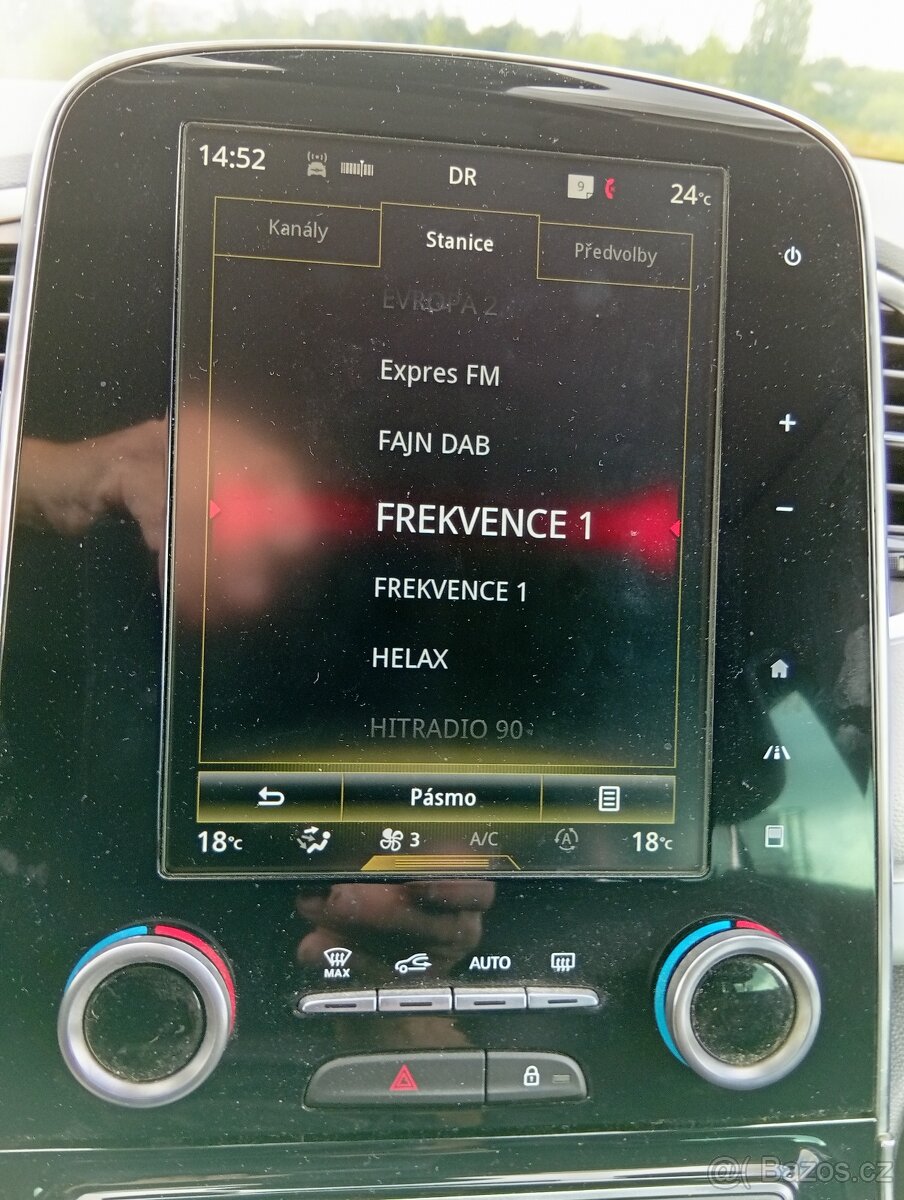 14:52 DR 9 24°C
Kanály Stanice Předvolby
EVROPA 2
Expres FM
FAJN DAB
FREKVENCE 1
FREKVENCE 1
HELAX
HITRADIO 90
Pásmo
18°C 3 A/C A 18°C
MAX AUTO
@( Bazos.cz